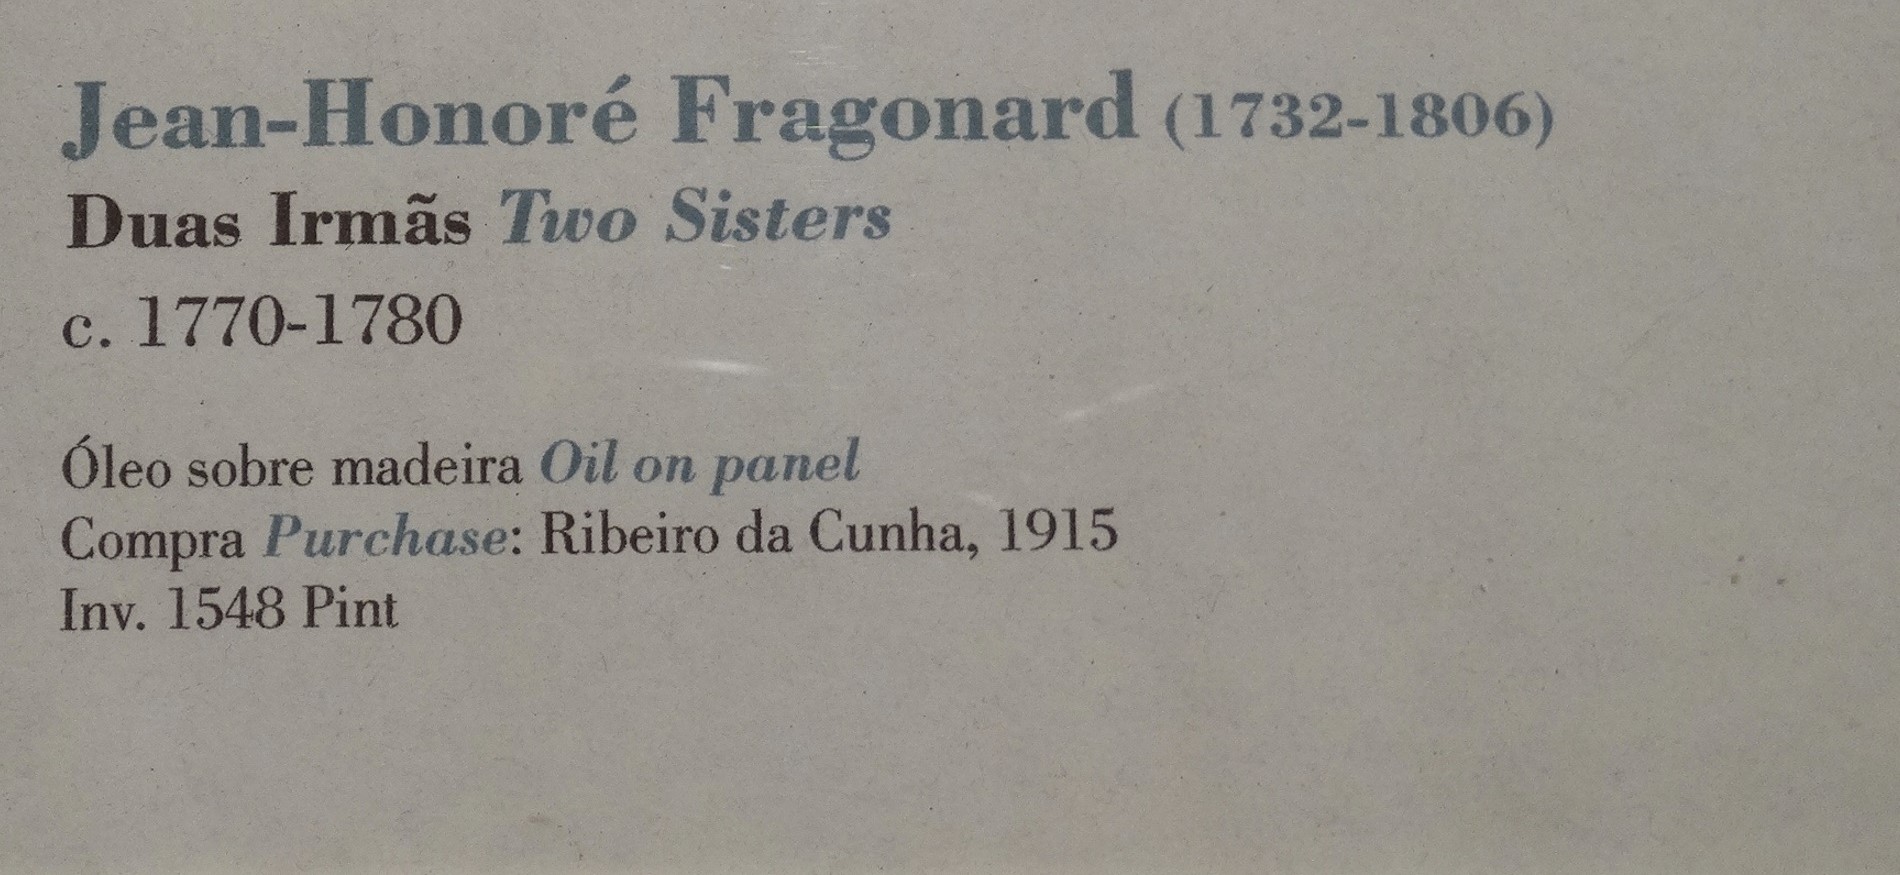 Jean-Honoré Fragonard (1732-1806)
Duas Irmãs Two Sisters
c. 1770-1780
Óleo sobre madeira Oil on panel
Compra Purchase: Ribeiro da Cunha, 1915
Inv. 1548 Pint